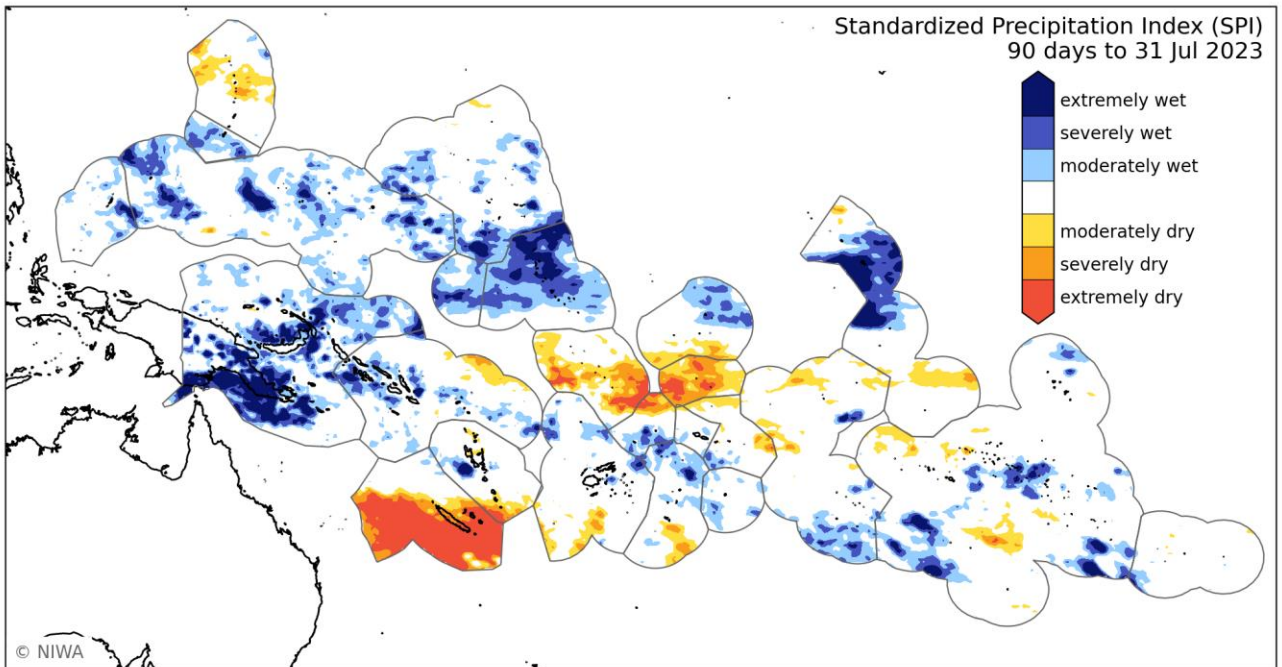 Standardized Precipitation Index (SPI)
90 days to 31 Jul 2023
extremely wet
severely wet
moderately wet
moderately dry
severely dry
extremely dry
© NIWA